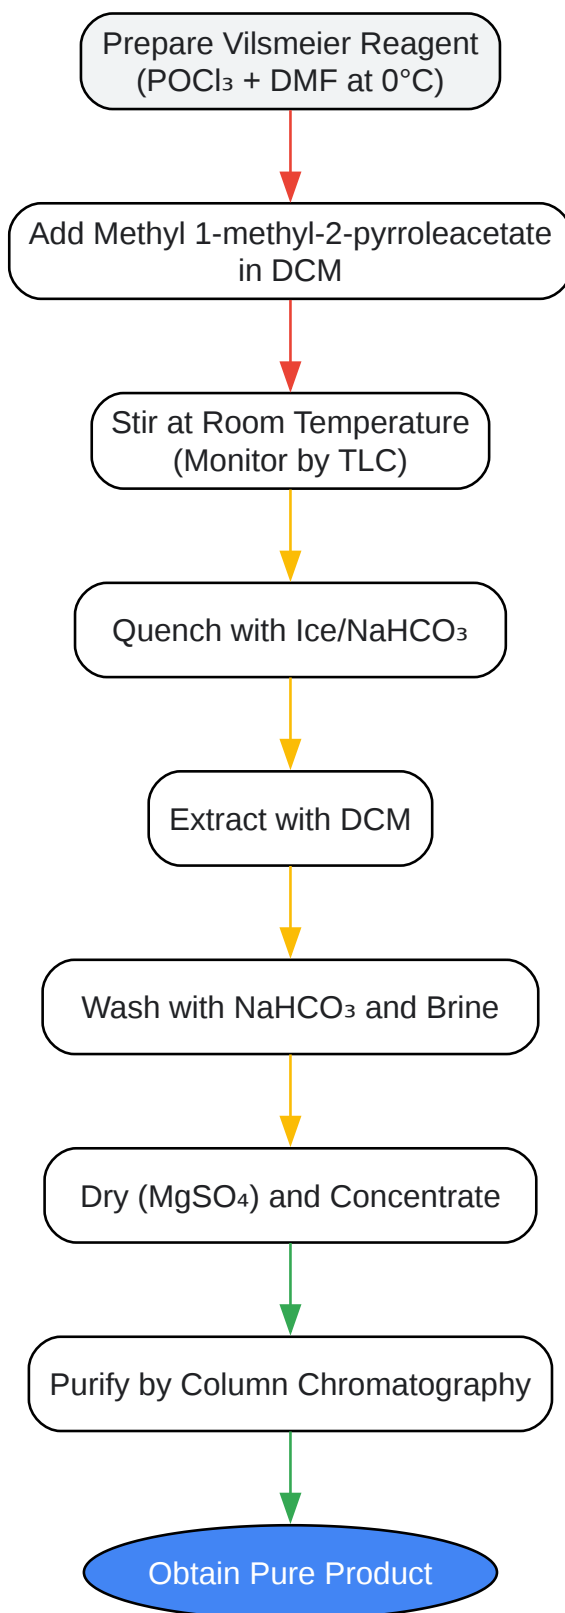 Prepare Vilsmeier Reagent
(POCl₃ + DMF at 0°C)
Add Methyl 1-methyl-2-pyrroleacetate
in DCM
Stir at Room Temperature
(Monitor by TLC)
Quench with Ice/NaHCO₃
Extract with DCM
Wash with NaHCO₃ and Brine
Dry (MgSO₄) and Concentrate
Purify by Column Chromatography
Obtain Pure Product